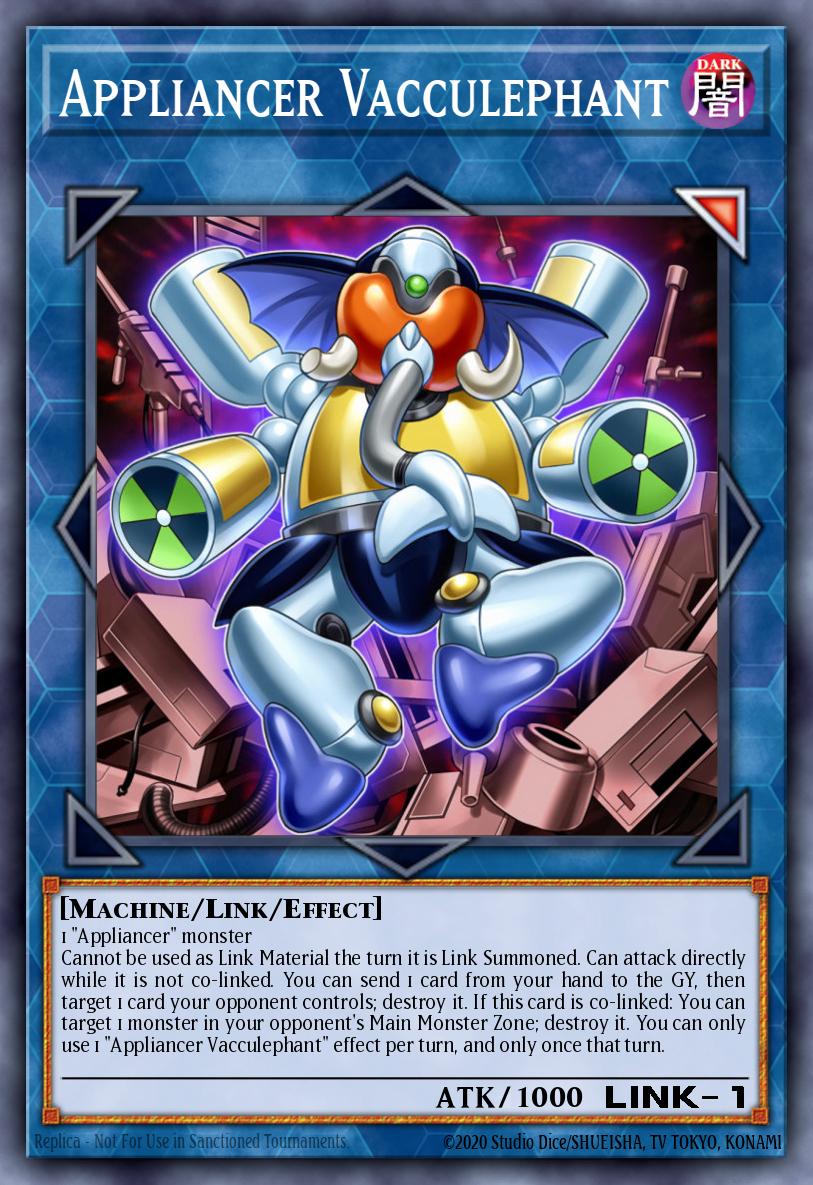 Appliancer Vacculephant
DARK
闇
[Machine/Link/Effect]
1 "Appliancer" monster
Cannot be used as Link Material the turn it is Link Summoned. Can attack directly
while it is not co-linked. You can send 1 card from your hand to the GY, then
target 1 card your opponent controls; destroy it. If this card is co-linked: You can
target 1 monster in your opponent's Main Monster Zone; destroy it. You can only
use 1 "Appliancer Vacculephant" effect per turn, and only once that turn.
ATK/1000 LINK-1
Replica - Not For Use in Sanctioned Tournaments. ©2020 Studio Dice/SHUEISHA, TV TOKYO, KONAMI